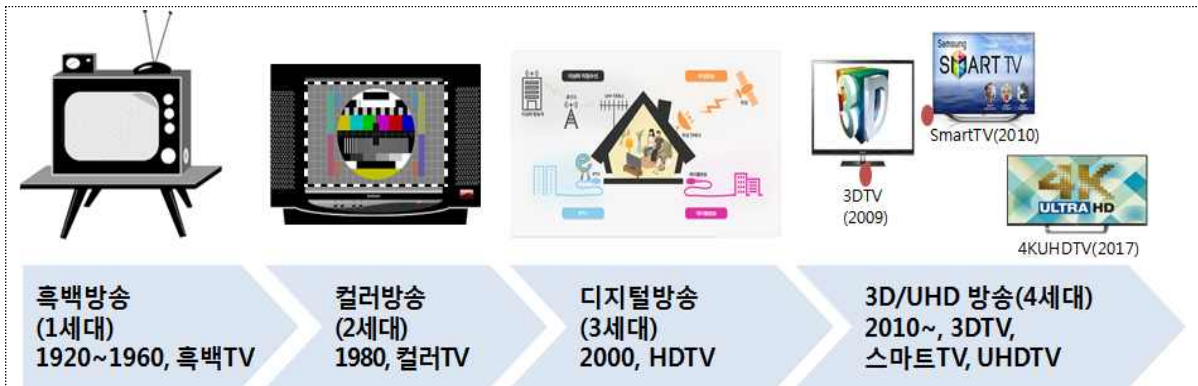 Samsung
SMART TV
3D
SmartTV(2010)
3DTV
(2009)
4K
ULTRA HD
4KUHDTV(2017)
흑백방송
(1세대)
1920~1960, 흑백TV
컬러방송
(2세대)
1980, 컬러TV
디지털방송
(3세대)
2000, HDTV
3D/UHD 방송(4세대)
2010~, 3DTV,
스마트TV, UHDTV